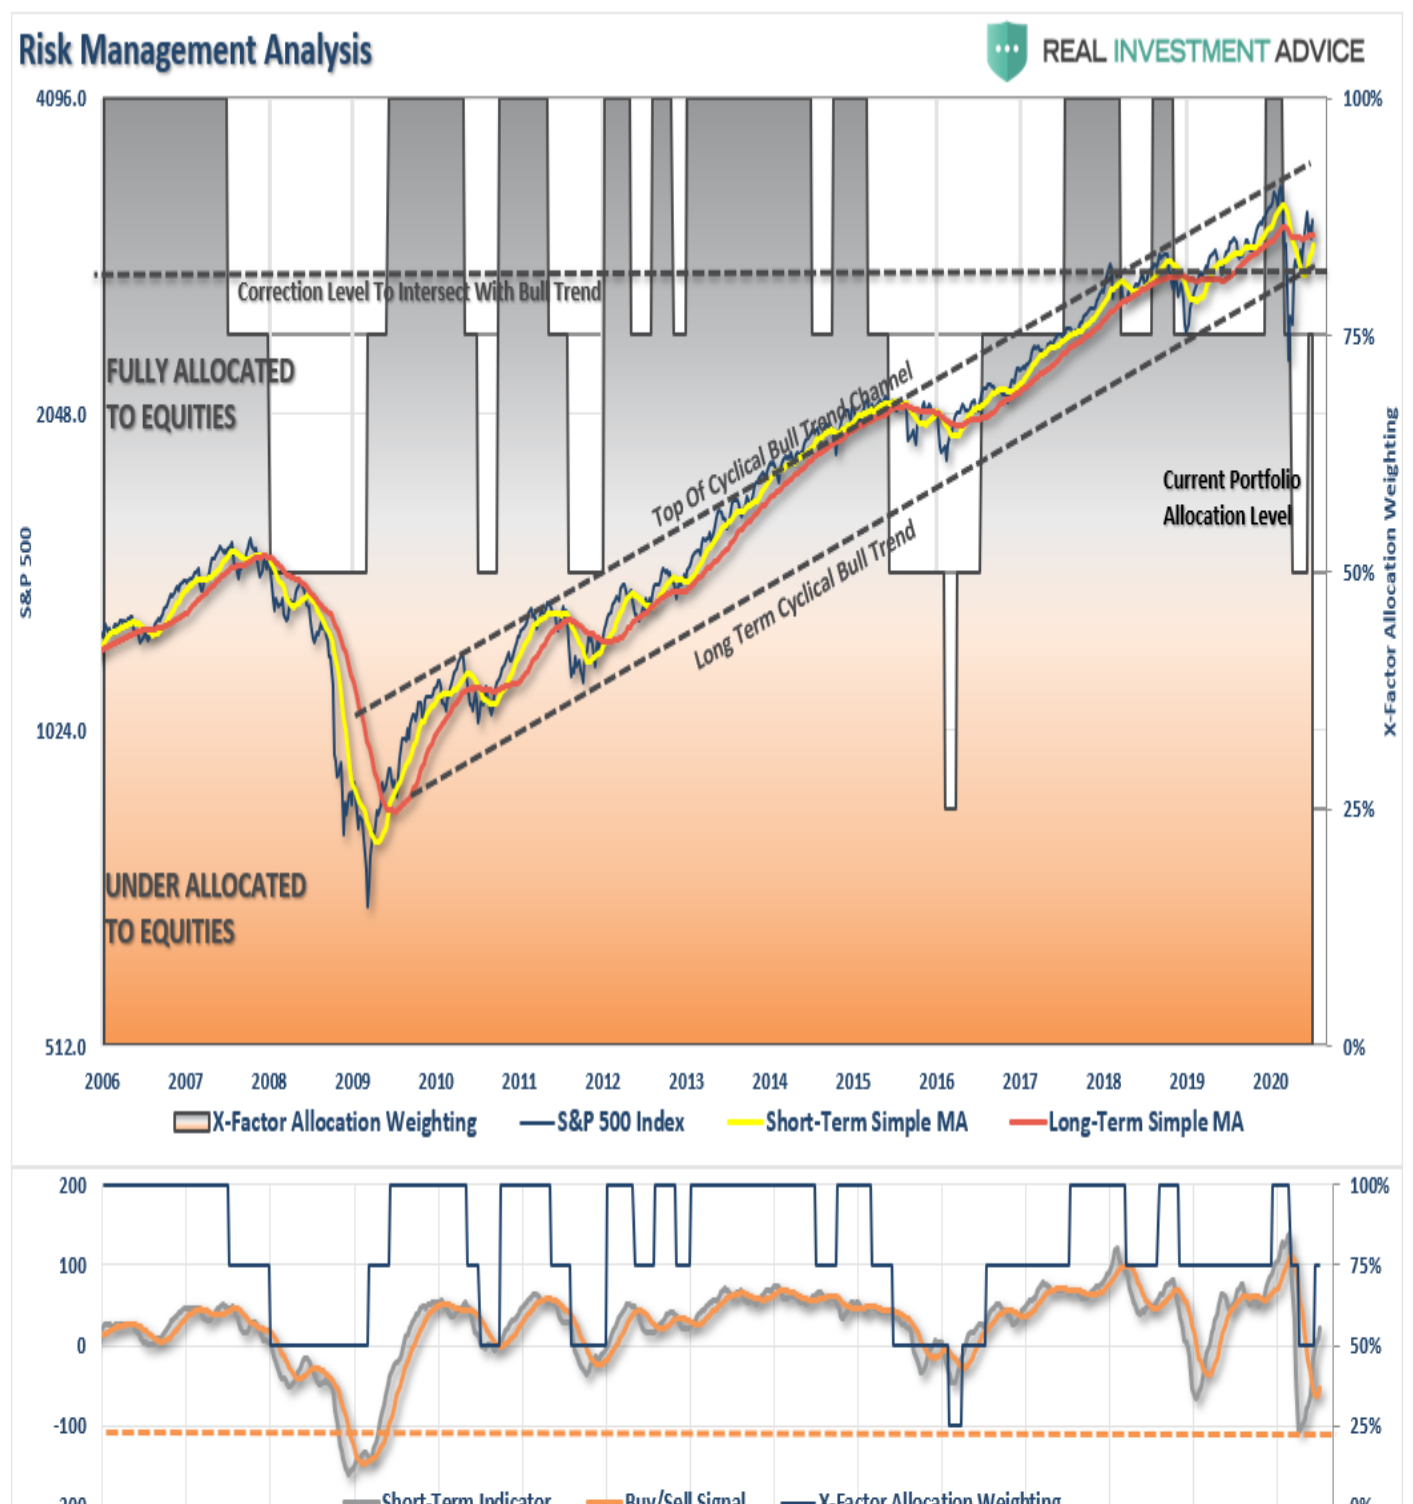 Risk Management Analysis
REAL INVESTMENT ADVICE
4096.0
100%
Correction Level To Intersect With Bull Trend
75%
FULLY ALLOCATED
TO EQUITIES
2048.0
Top Of Cyclical Bull Trend Channel
Current Portfolio
Allocation Level
S&P 500
X-Factor Allocation Weighting
50%
Long Term Cyclical Bull Trend
1024.0
25%
UNDER ALLOCATED
TO EQUITIES
512.0
0%
2006 2007 2008 2009 2010 2011 2012 2013 2014 2015 2016 2017 2018 2019 2020
X-Factor Allocation Weighting S&P 500 Index Short-Term Simple MA Long-Term Simple MA
200 100%
100 75%
0 50%
-100 25%
-200 0%
Short-Term Indicator Buy/Sell Signal X-Factor Allocation Weighting